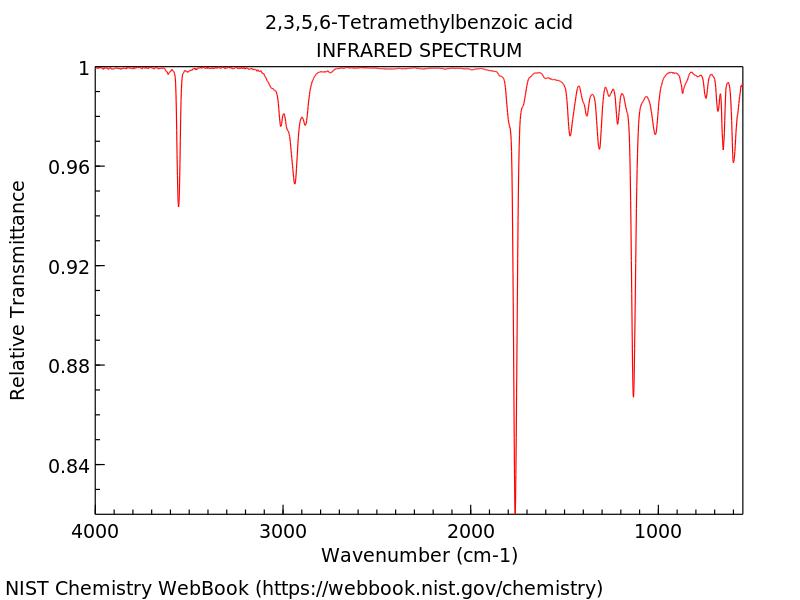 2,3,5,6-Tetramethylbenzoic acid
INFRARED SPECTRUM
1
0.96
0.92
0.88
0.84
Relative Transmittance
4000 3000 2000 1000
Wavenumber (cm-1)
NIST Chemistry WebBook (https://webbook.nist.gov/chemistry)